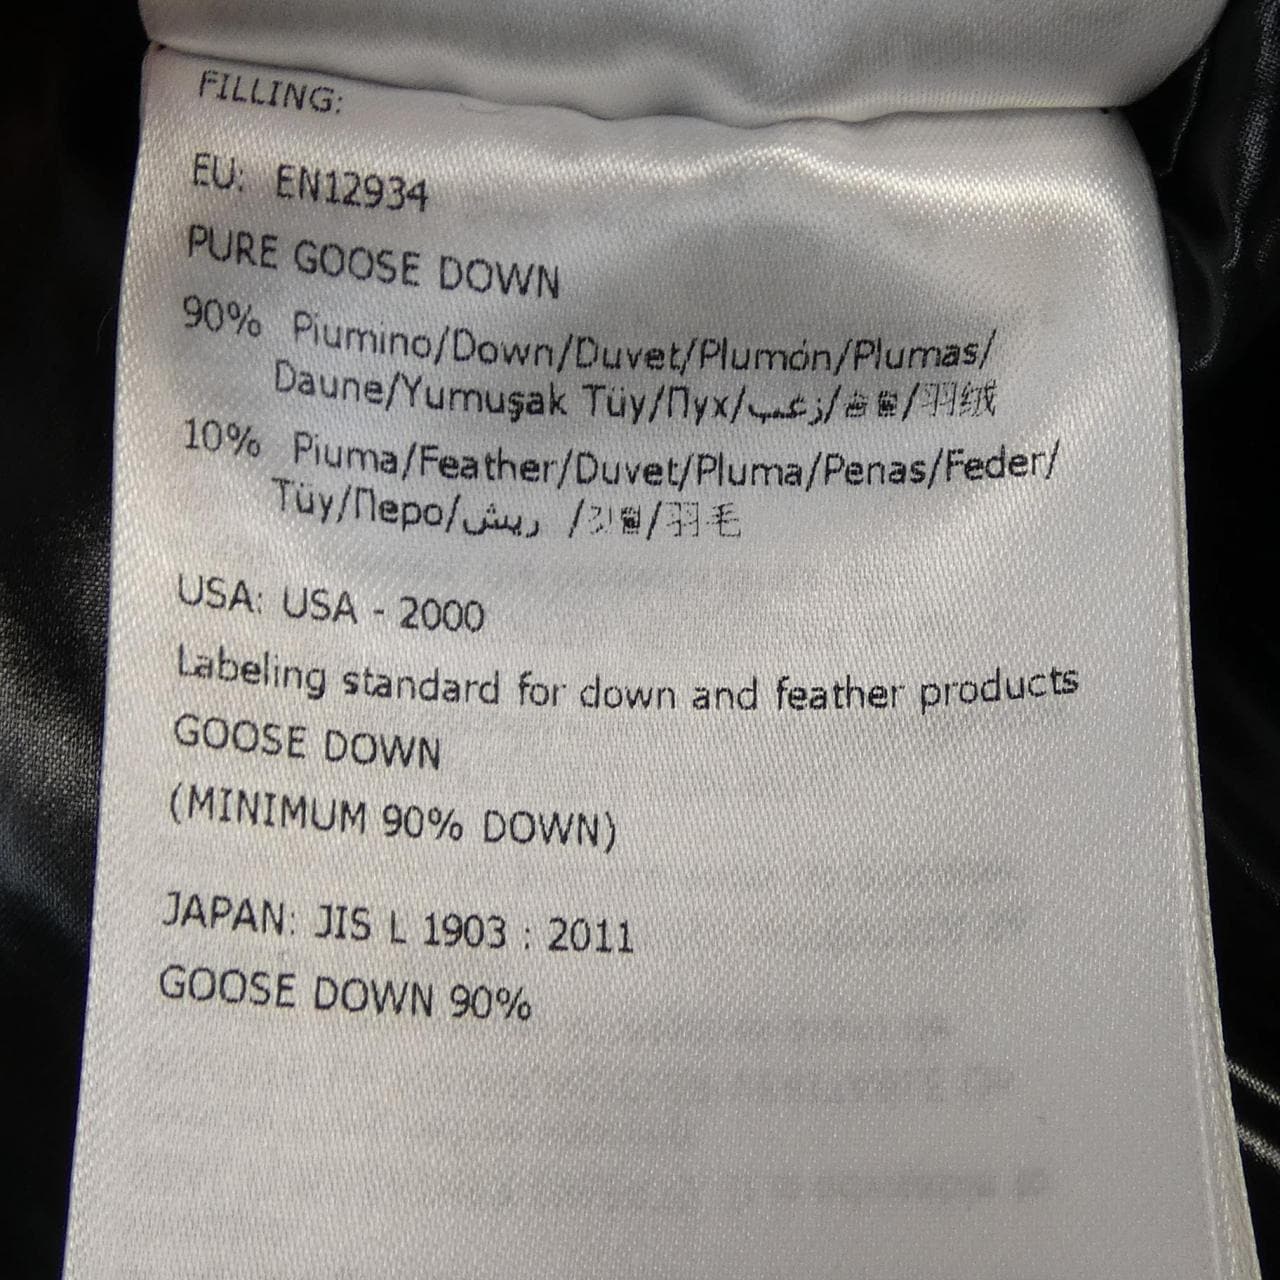 FILLING:
EU: EN12934
PURE GOOSE DOWN
90% Piumino/Down/Duvet/Plumón/Plumas/
Daune/Yumuşak Tüy/Пух/زغب/솜털/羽绒
10% Piuma/Feather/Duvet/Pluma/Penas/Feder/
Tüy/Перо/ريش /깃털/羽毛
USA: USA - 2000
Labeling standard for down and feather products
GOOSE DOWN
(MINIMUM 90% DOWN)
JAPAN: JIS L 1903 : 2011
GOOSE DOWN 90%